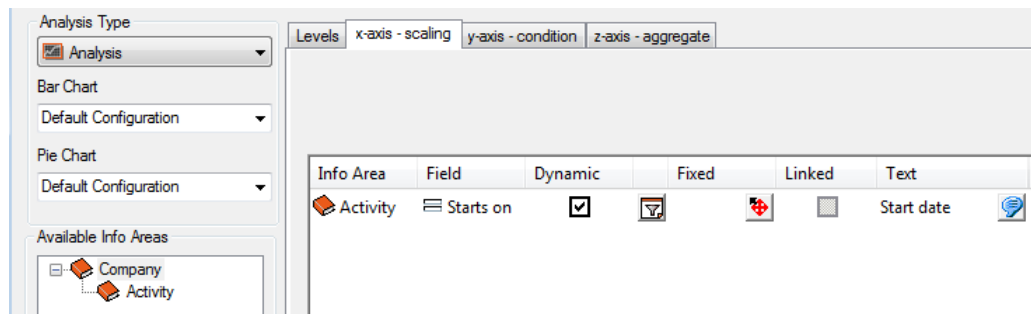 Analysis Type
Analysis
Bar Chart
Default Configuration
Pie Chart
Default Configuration
Available Info Areas
Company
Activity
Levels x-axis - scaling y-axis - condition z-axis - aggregate
Info Area Field Dynamic Fixed Linked Text
Activity Starts on Start date